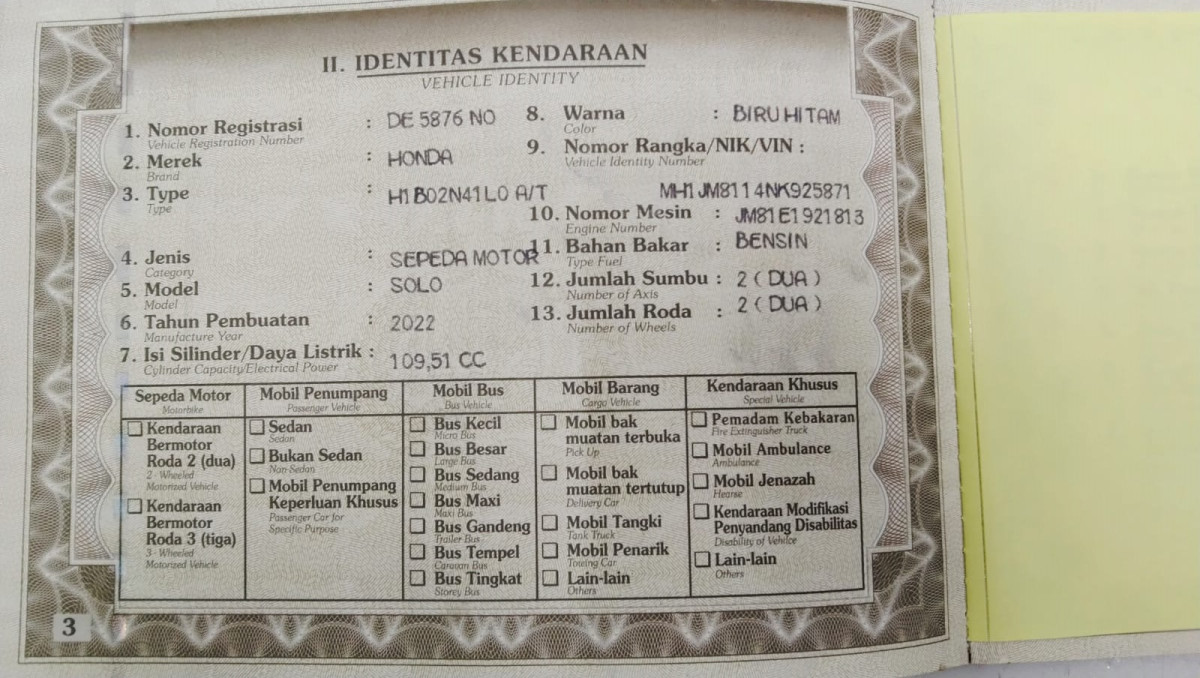 II. IDENTITAS KENDARAAN
VEHICLE IDENTITY
1. Nomor Registrasi : DE 5876 NO
Vehicle Registration Number
2. Merek : HONDA
Brand
3. Type : H1B02N41L0 A/T
Type
4. Jenis : SEPEDA MOTOR
Category
5. Model : SOLO
Model
6. Tahun Pembuatan : 2022
Manufacture Year
7. Isi Silinder/Daya Listrik : 109,51 CC
Cylinder Capacity/Electrical Power
8. Warna : BIRU HITAM
Color
9. Nomor Rangka/NIK/VIN :
Vehicle Identity Number
MH1JM8114NK925871
10. Nomor Mesin : JM81E1921813
Engine Number
11. Bahan Bakar : BENSIN
Type Fuel
12. Jumlah Sumbu : 2 ( DUA )
Number of Axis
13. Jumlah Roda : 2 ( DUA )
Number of Wheels
Sepeda Motor
Motorbike
Kendaraan
Bermotor
Roda 2 (dua)
2 - Wheeled
Motorized Vehicle
Kendaraan
Bermotor
Roda 3 (tiga)
3 - Wheeled
Motorized Vehicle
Mobil Penumpang
Passenger Vehicle
Sedan
Sedan
Bukan Sedan
Non Sedan
Mobil Penumpang
Keperluan Khusus
Passenger Car for
Specific Purpose
Mobil Bus
Bus Vehicle
Bus Kecil
Micro Bus
Bus Besar
Large Bus
Bus Sedang
Medium Bus
Bus Maxi
Maxi Bus
Bus Gandeng
Trailer Bus
Bus Tempel
Caravan Bus
Bus Tingkat
Storey Bus
Mobil Barang
Cargo Vehicle
Mobil bak
muatan terbuka
Pick Up
Mobil bak
muatan tertutup
Delivery Car
Mobil Tangki
Tank Truck
Mobil Penarik
Towing Car
Lain-lain
Others
Kendaraan Khusus
Special Vehicle
Pemadam Kebakaran
Fire Extinguisher Truck
Mobil Ambulance
Ambulance
Mobil Jenazah
Hearse
Kendaraan Modifikasi
Penyandang Disabilitas
Disability of Vehilce
Lain-lain
Others
3